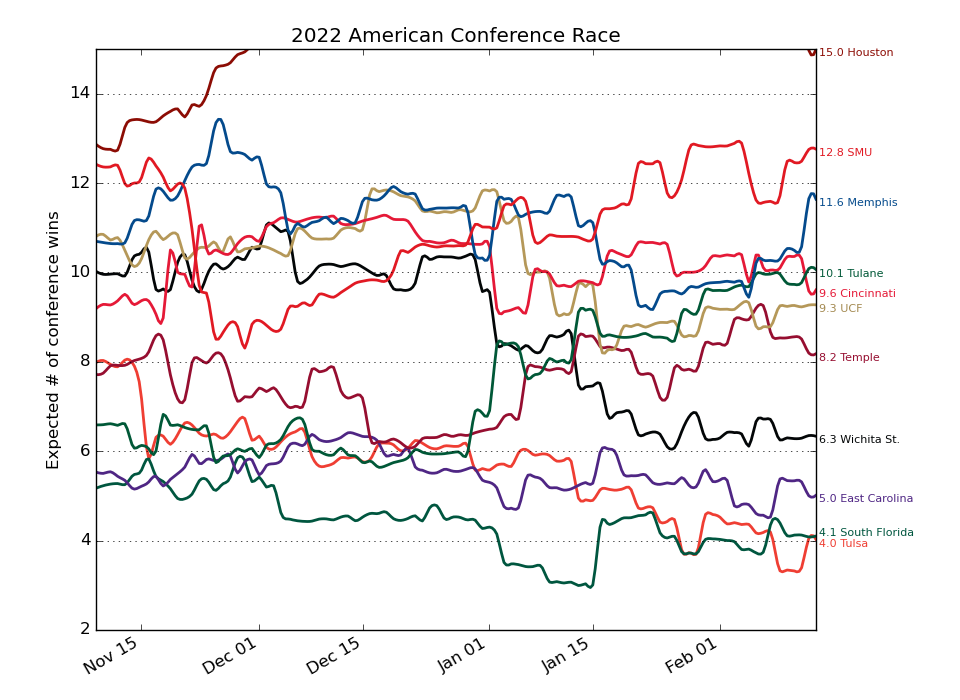 2022 American Conference Race
Expected # of conference wins
14
12
10
8
6
4
2
Nov 15
Dec 01
Dec 15
Jan 01
Jan 15
Feb 01
15.0 Houston
12.8 SMU
11.6 Memphis
10.1 Tulane
9.6 Cincinnati
9.3 UCF
8.2 Temple
6.3 Wichita St.
5.0 East Carolina
4.1 South Florida
4.0 Tulsa